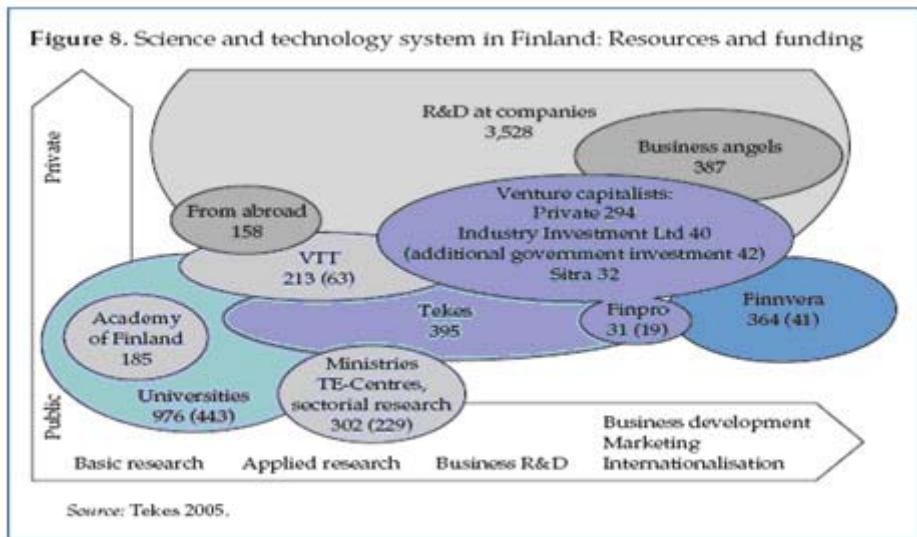 Figure 8. Science and technology system in Finland: Resources and funding
Private
R&D at companies
3,528
Business angels
387
From abroad
158
Venture capitalists:
Private 294
Industry Investment Ltd 40
(additional government investment 42)
Sitra 32
VTT
213 (63)
Academy
of Finland
185
Tekes
395
Finpro
31 (19)
Finnvera
364 (41)
Universities
976 (443)
Ministries
TE-Centres,
sectorial research
302 (229)
Public
Basic research
Applied research
Business R&D
Business development
Marketing
Internationalisation
Source: Tekes 2005.